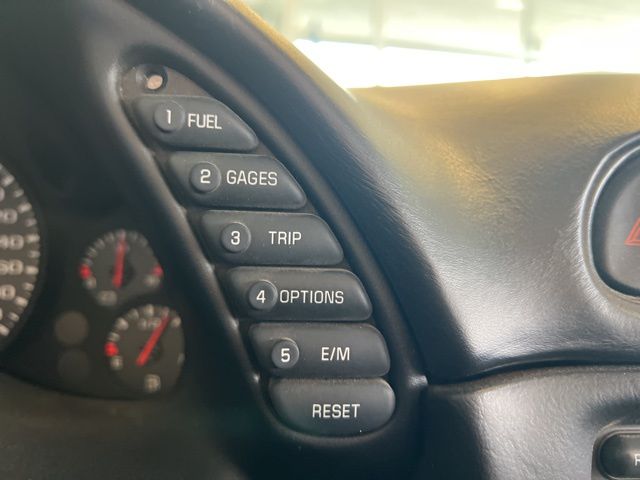 1 FUEL
2 GAGES
3 TRIP
4 OPTIONS
5 E/M
RESET